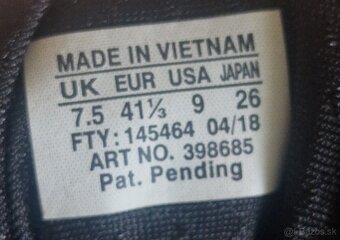 MADE IN VIETNAM
UK EUR USA JAPAN
7.5 41⅓ 9 26
FTY: 145464 04/18
ART NO. 398685
Pat. Pending